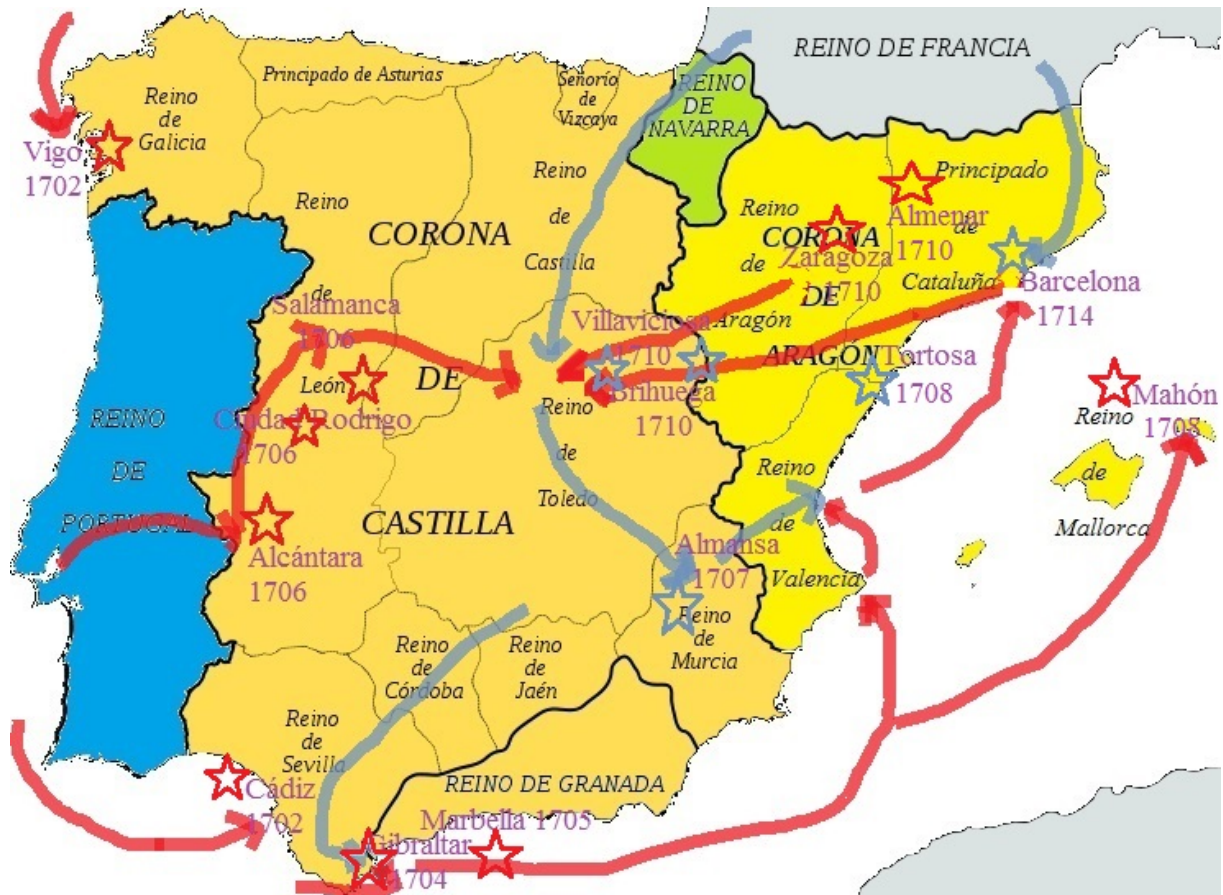 REINO DE FRANCIA
Principado de Asturias
Señorío
de
Vizcaya
REINO
DE
NAVARRA
Reino
de
Galicia
Vigo
1702
Reino
de
León
Reino
de
Castilla
CORONA
DE
CASTILLA
Reino
de
Aragón
CORONA
DE
ARAGÓN
Principado
de
Cataluña
Almenar
1710
Zaragoza
1710
Barcelona
1714
Salamanca
1706
Villaviciosa
1710
Brihuega
1710
Tortosa
1708
Mahón
1708
Reino
de
Mallorca
Ciudad Rodrigo
1706
REINO
DE
PORTUGAL
Reino
de
Toledo
Reino
de
Valencia
Alcántara
1706
Almansa
1707
Reino
de
Murcia
Reino
de
Córdoba
Reino
de
Jaén
Reino
de
Sevilla
REINO DE GRANADA
Cádiz
1702
Marbella 1705
Gibraltar
1704